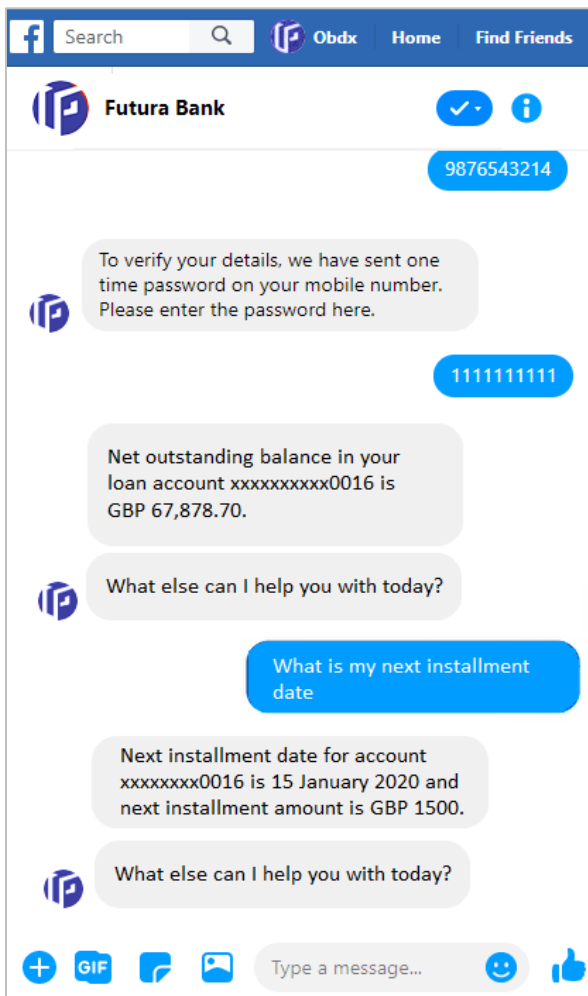 f Search Obdx Home Find Friends
Futura Bank
9876543214
To verify your details, we have sent one
time password on your mobile number.
Please enter the password here.
1111111111
Net outstanding balance in your
loan account xxxxxxxxxx0016 is
GBP 67,878.70.
What else can I help you with today?
What is my next installment
date
Next installment date for account
xxxxxxxx0016 is 15 January 2020 and
next installment amount is GBP 1500.
What else can I help you with today?
GIF Type a message...